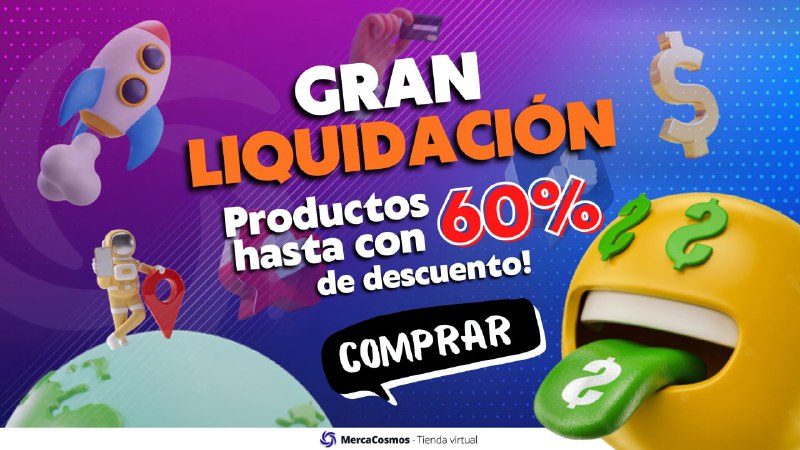 GRAN
LIQUIDACIÓN
Productos
hasta con 60%
de descuento!
COMPRAR
MercaCosmos - Tienda virtual